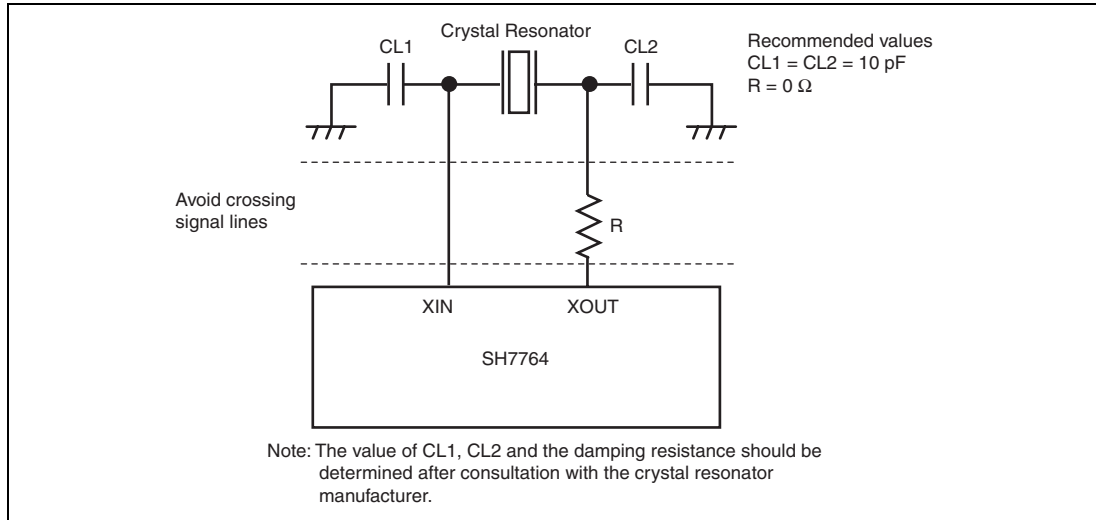 Crystal Resonator
CL1
CL2
Recommended values
CL1 = CL2 = 10 pF
R = 0 Ω
Avoid crossing
signal lines
R
XIN
XOUT
SH7764
Note: The value of CL1, CL2 and the damping resistance should be
determined after consultation with the crystal resonator
manufacturer.